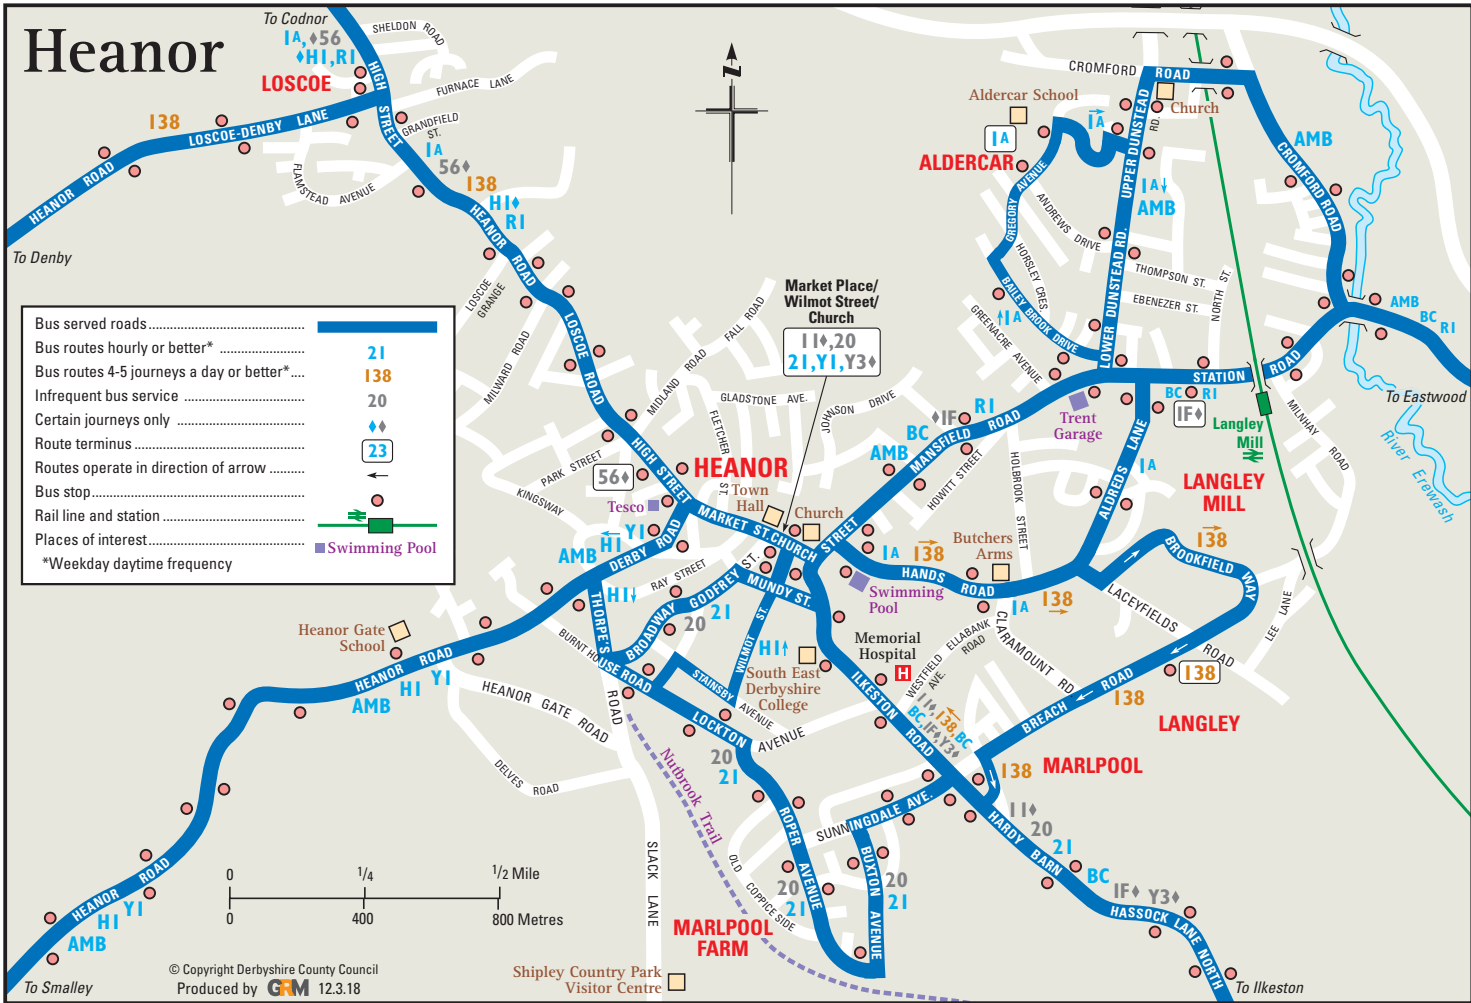 Heanor
To Codnor
1A, ♦56
♦H1, R1
LOSCOE
138
LOSCOE-DENBY LANE
HEANOR ROAD
To Denby
HIGH STREET
SHELDON ROAD
FURNACE LANE
GRANDFIELD ST.
FLAMSTEAD AVENUE
1A
56♦
138
H1♦
R1
HEANOR ROAD
LOSCOE GRANGE
LOSCOE ROAD
MILWARD ROAD
MIDLAND ROAD
FALL ROAD
Bus served roads
Bus routes hourly or better* 21
Bus routes 4-5 journeys a day or better* 138
Infrequent bus service 20
Certain journeys only ♦♦
Route terminus 23
Routes operate in direction of arrow ←
Bus stop
Rail line and station
Places of interest Swimming Pool
*Weekday daytime frequency
Market Place/
Wilmot Street/
Church
11♦, 20
21, Y1, Y3♦
GLADSTONE AVE.
FLETCHER ST.
JOHNSON DRIVE
PARK STREET
KINGSWAY
HIGH STREET
56♦
Tesco
HEANOR
Town
Hall
Church
MARKET ST.
CHURCH STREET
MANSFIELD ROAD
HOWITT STREET
HOLBROOK STREET
AMB
BC
♦1F
R1
CROMFORD ROAD
Aldercar School
Church
1A
ALDERCAR
1A →
UPPER DUNSTEAD RD.
1A ↓
AMB
AMB
CROMFORD ROAD
GREGORY AVENUE
ANDREWS DRIVE
HORSLEY CRES.
BAILEY BROOK DRIVE
↑1A
GREENACRE AVENUE
LOWER DUNSTEAD RD.
THOMPSON ST.
EBENEZER ST.
NORTH ST.
STATION ROAD
BC R1
1F♦
Trent
Garage
Langley
Mill
MILNHAY ROAD
AMB
BC
R1
To Eastwood
River Erewash
LANGLEY
MILL
ALDREDS LANE
1A
138 →
BROOKFIELD WAY
LACEYFIELDS ROAD
LEE LANE
Butchers
Arms
1A
138 →
HANDS ROAD
1A
138 →
Swimming
Pool
CLARAMOUNT RD
WESTFIELD AVE.
ELLABANK ROAD
Memorial
Hospital
H
138
138
BREACH ROAD
LANGLEY
MARLPOOL
138
11♦, 138, BC
BC, 1F♦, Y3♦
ILKESTON ROAD
South East
Derbyshire
College
H1↑
WILMOT ST.
MUNDY ST.
GODFREY ST.
BROADWAY
20 21
RAY STREET
DERBY ROAD
← Y1
AMB H1
H1↓
THORPE'S ROAD
BURNT HOUSE ROAD
STAINSBY AVENUE
LOCKTON AVENUE
20
21
Heanor Gate
School
HEANOR ROAD
AMB H1 Y1
HEANOR GATE ROAD
DELVES ROAD
Nutbrook Trail
SLACK LANE
ROPER AVENUE
20
21
OLD COPPICE SIDE
SUNNINGDALE AVE.
BUXTON AVENUE
20
21
11♦
20
21
HARDY BARN
BC
1F♦ Y3♦
HASSOCK LANE NORTH
To Ilkeston
MARLPOOL
FARM
Shipley Country Park
Visitor Centre
0 1/4 1/2 Mile
0 400 800 Metres
HEANOR ROAD
AMB H1 Y1
To Smalley
© Copyright Derbyshire County Council
Produced by GRM 12.3.18